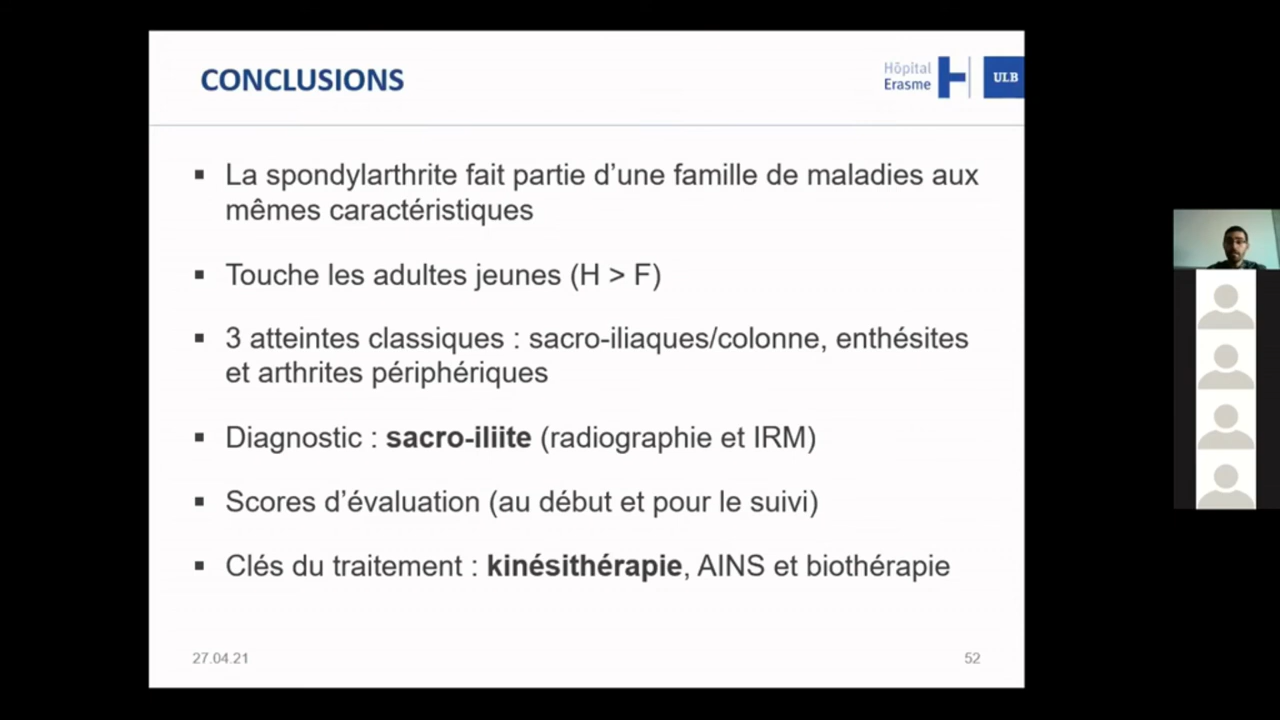 CONCLUSIONS
Hôpital
Erasme
ULB
▪ La spondylarthrite fait partie d’une famille de maladies aux
mêmes caractéristiques
▪ Touche les adultes jeunes (H > F)
▪ 3 atteintes classiques : sacro-iliaques/colonne, enthésites
et arthrites périphériques
▪ Diagnostic : sacro-iliite (radiographie et IRM)
▪ Scores d’évaluation (au début et pour le suivi)
▪ Clés du traitement : kinésithérapie, AINS et biothérapie
27.04.21
52